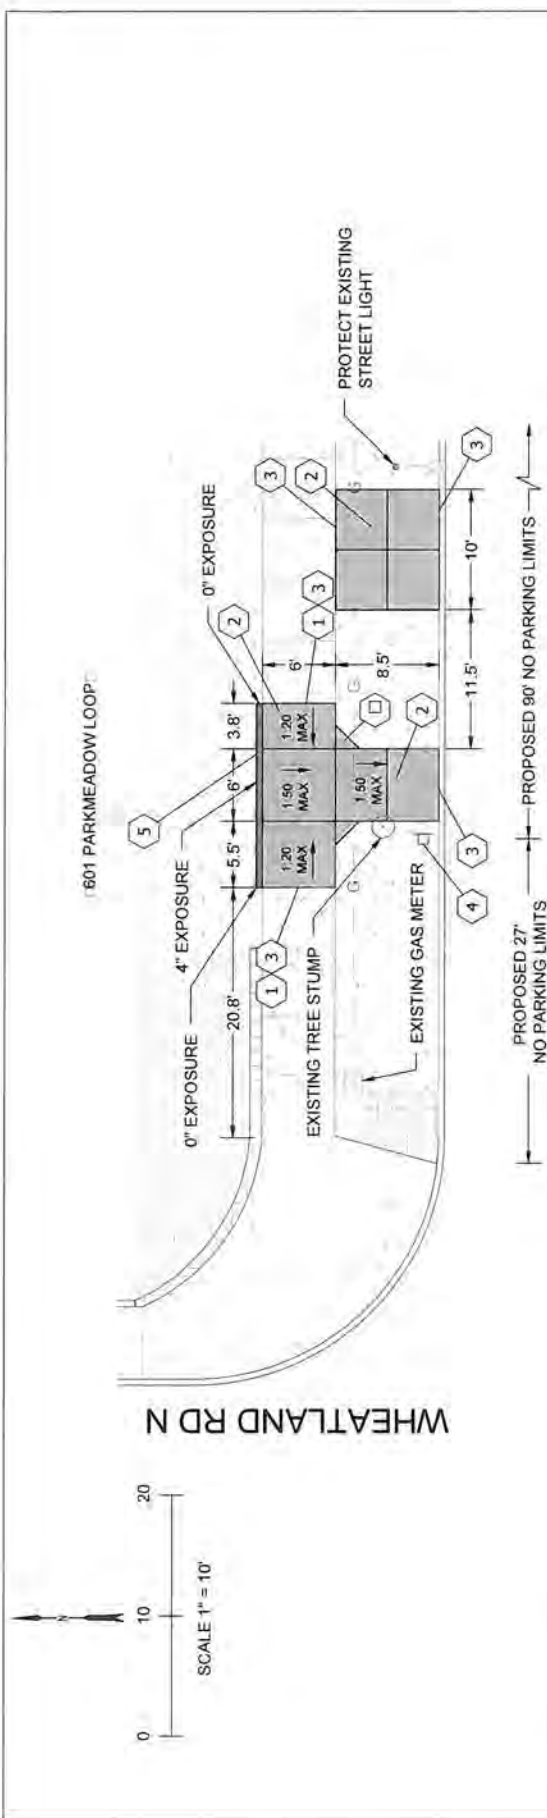 □601 PARKMEADOW LOOP□
0" EXPOSURE
4" EXPOSURE
0" EXPOSURE
5
2
20.8'
5.5'
6'
3.8'
1:20
MAX
1:50
MAX
1:20
MAX
1:50
MAX
6'
8.5'
1
3
1
3
3
2
PROTECT EXISTING
STREET LIGHT
EXISTING TREE STUMP
EXISTING GAS METER
G
G
G
2
11.5'
10'
4
3
3
PROPOSED 27'
NO PARKING LIMITS
PROPOSED 90' NO PARKING LIMITS
WHEATLAND RD N
N
0
10
20
SCALE 1" = 10'